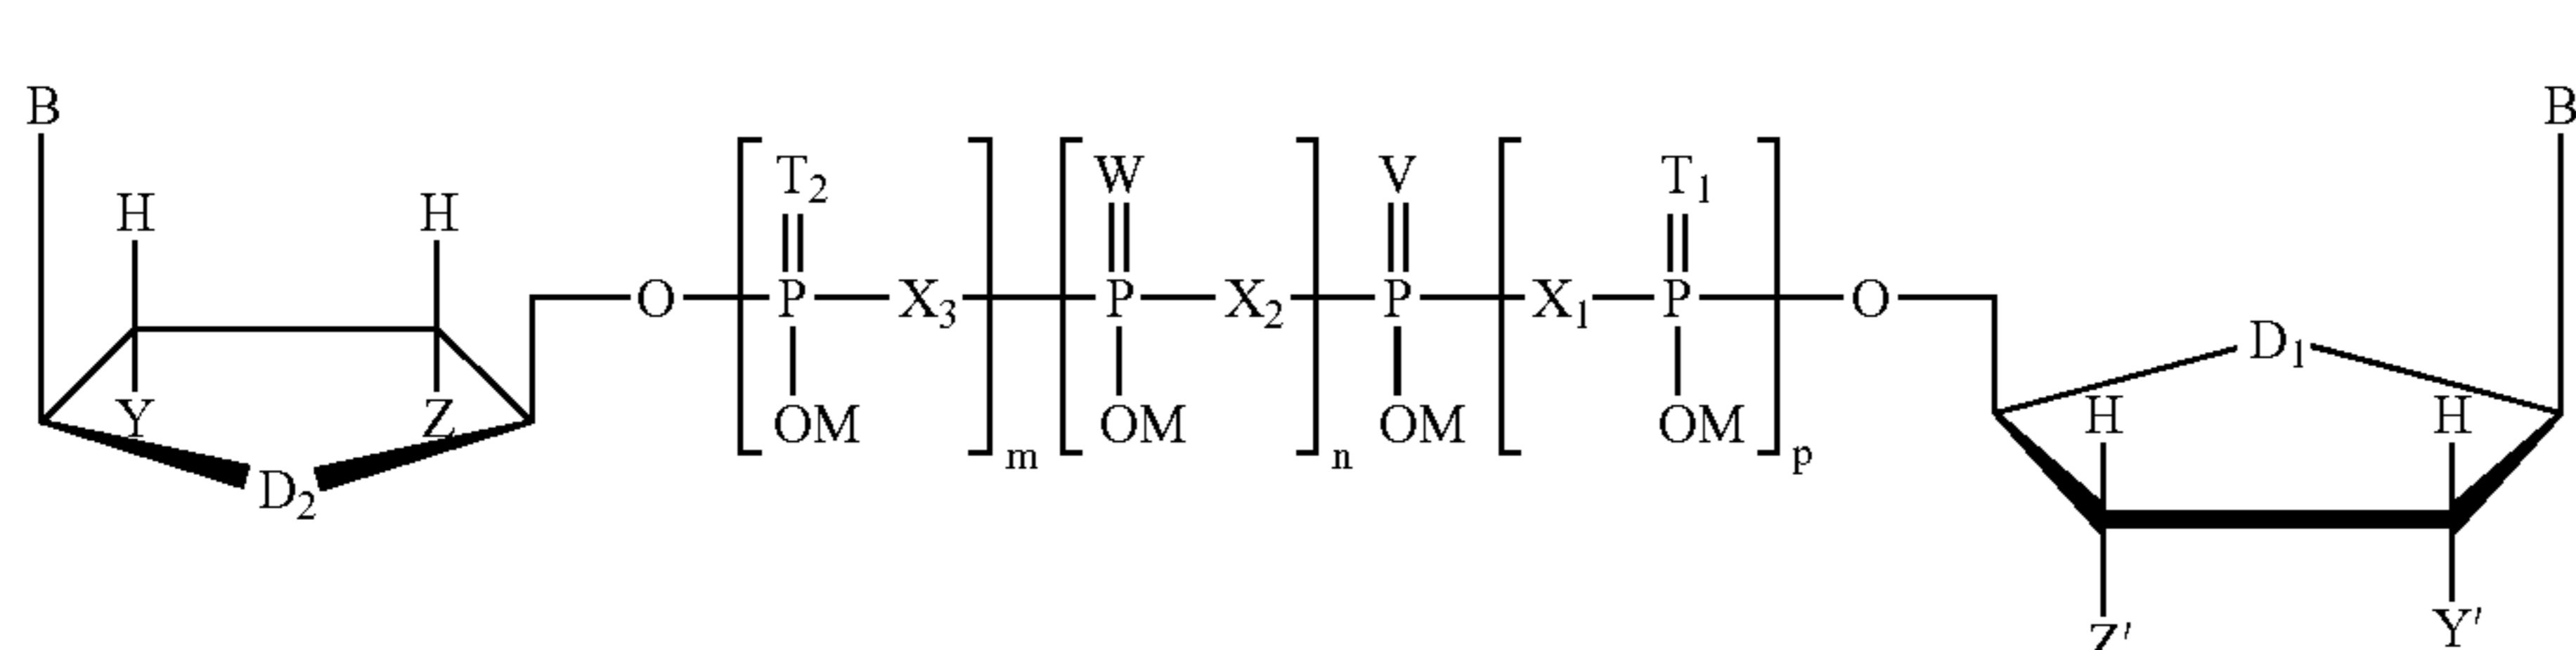 B B
T₂ W V T₁
H H
O P X₃ P X₂ P X₁ P O
D₁
Y Z OM OM OM OM H H
m n p
D₂
Z′ Y′